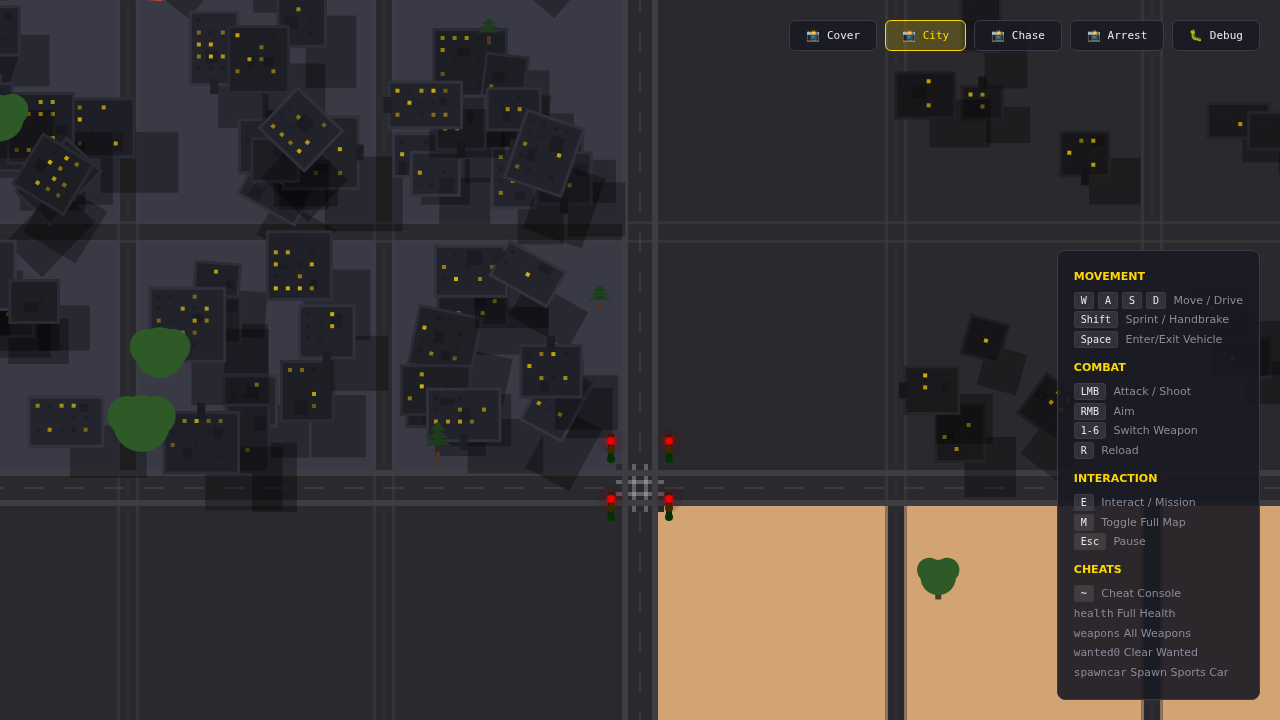 📸 Cover 📸 City 📸 Chase 📸 Arrest 🐛 Debug
MOVEMENT
W A S D Move / Drive
Shift Sprint / Handbrake
Space Enter/Exit Vehicle
COMBAT
LMB Attack / Shoot
RMB Aim
1-6 Switch Weapon
R Reload
INTERACTION
E Interact / Mission
M Toggle Full Map
Esc Pause
CHEATS
~ Cheat Console
health Full Health
weapons All Weapons
wanted0 Clear Wanted
spawncar Spawn Sports Car